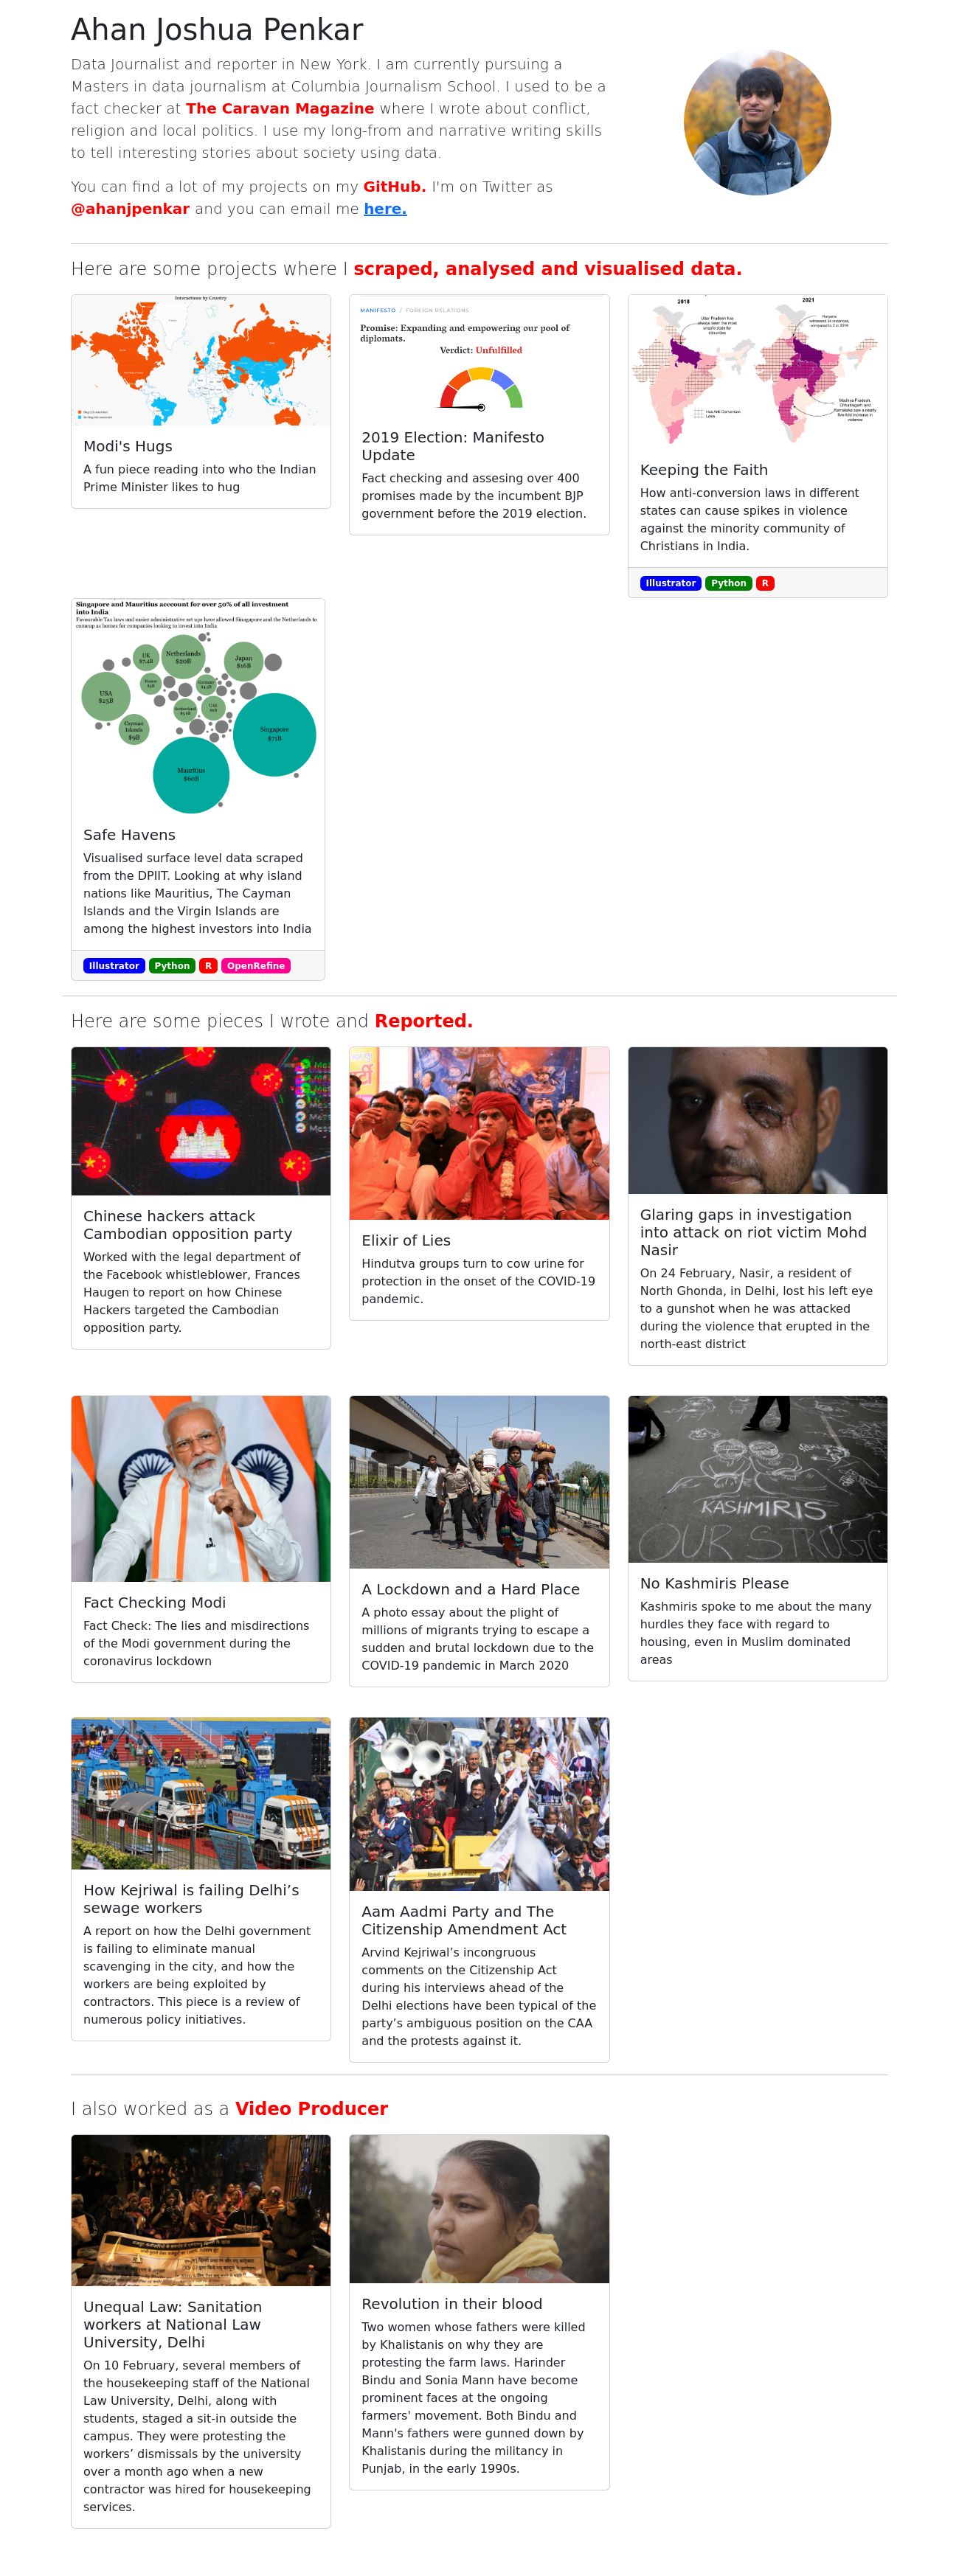 Ahan Joshua Penkar
Data Journalist and reporter in New York. I am currently pursuing a
Masters in data journalism at Columbia Journalism School. I used to be a
fact checker at The Caravan Magazine where I wrote about conflict,
religion and local politics. I use my long-from and narrative writing skills
to tell interesting stories about society using data.
You can find a lot of my projects on my GitHub. I'm on Twitter as
@ahanjpenkar and you can email me here.
Here are some projects where I scraped, analysed and visualised data.
Interactions by Country
Modi's Hugs
A fun piece reading into who the Indian
Prime Minister likes to hug
MANIFESTO / FOREIGN RELATIONS
Promise: Expanding and empowering our pool of
diplomats.
Verdict: Unfulfilled
2019 Election: Manifesto
Update
Fact checking and assesing over 400
promises made by the incumbent BJP
government before the 2019 election.
2018
2021
Keeping the Faith
How anti-conversion laws in different
states can cause spikes in violence
against the minority community of
Christians in India.
Illustrator Python R
Singapore and Mauritius acccount for over 50% of all investment
into India
Favourable Tax laws and easier administrative set ups have allowed Singapore and the Netherlands to
comeup as homes for companies looking to invest into India
UK
$7.4B
Netherlands
$20B
Japan
$16B
USA
$25B
Cayman
Islands
$9B
Singapore
$71B
Mauritius
$60B
Safe Havens
Visualised surface level data scraped
from the DPIIT. Looking at why island
nations like Mauritius, The Cayman
Islands and the Virgin Islands are
among the highest investors into India
Illustrator Python R OpenRefine
Here are some pieces I wrote and Reported.
Chinese hackers attack
Cambodian opposition party
Worked with the legal department of
the Facebook whistleblower, Frances
Haugen to report on how Chinese
Hackers targeted the Cambodian
opposition party.
Elixir of Lies
Hindutva groups turn to cow urine for
protection in the onset of the COVID-19
pandemic.
Glaring gaps in investigation
into attack on riot victim Mohd
Nasir
On 24 February, Nasir, a resident of
North Ghonda, in Delhi, lost his left eye
to a gunshot when he was attacked
during the violence that erupted in the
north-east district
Fact Checking Modi
Fact Check: The lies and misdirections
of the Modi government during the
coronavirus lockdown
A Lockdown and a Hard Place
A photo essay about the plight of
millions of migrants trying to escape a
sudden and brutal lockdown due to the
COVID-19 pandemic in March 2020
KASHMIRIS
OUR STRUGG
No Kashmiris Please
Kashmiris spoke to me about the many
hurdles they face with regard to
housing, even in Muslim dominated
areas
How Kejriwal is failing Delhi’s
sewage workers
A report on how the Delhi government
is failing to eliminate manual
scavenging in the city, and how the
workers are being exploited by
contractors. This piece is a review of
numerous policy initiatives.
Aam Aadmi Party and The
Citizenship Amendment Act
Arvind Kejriwal’s incongruous
comments on the Citizenship Act
during his interviews ahead of the
Delhi elections have been typical of the
party’s ambiguous position on the CAA
and the protests against it.
I also worked as a Video Producer
Unequal Law: Sanitation
workers at National Law
University, Delhi
On 10 February, several members of
the housekeeping staff of the National
Law University, Delhi, along with
students, staged a sit-in outside the
campus. They were protesting the
workers’ dismissals by the university
over a month ago when a new
contractor was hired for housekeeping
services.
Revolution in their blood
Two women whose fathers were killed
by Khalistanis on why they are
protesting the farm laws. Harinder
Bindu and Sonia Mann have become
prominent faces at the ongoing
farmers' movement. Both Bindu and
Mann's fathers were gunned down by
Khalistanis during the militancy in
Punjab, in the early 1990s.